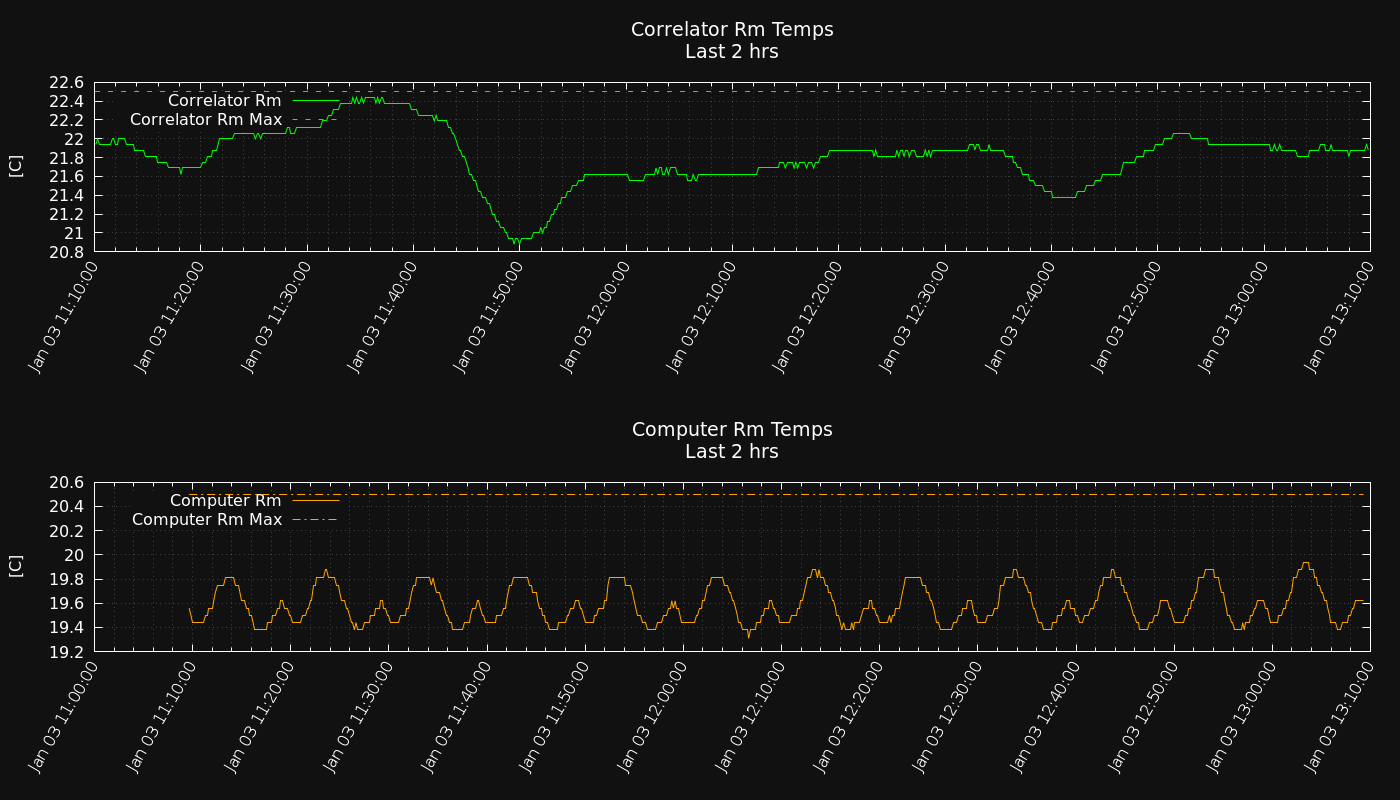 Correlator Rm Temps
Last 2 hrs
[C]
22.6
22.4
22.2
22
21.8
21.6
21.4
21.2
21
20.8
Correlator Rm
Correlator Rm Max
Jan 03 11:10:00
Jan 03 11:20:00
Jan 03 11:30:00
Jan 03 11:40:00
Jan 03 11:50:00
Jan 03 12:00:00
Jan 03 12:10:00
Jan 03 12:20:00
Jan 03 12:30:00
Jan 03 12:40:00
Jan 03 12:50:00
Jan 03 13:00:00
Jan 03 13:10:00
Computer Rm Temps
Last 2 hrs
[C]
20.6
20.4
20.2
20
19.8
19.6
19.4
19.2
Computer Rm
Computer Rm Max
Jan 03 11:00:00
Jan 03 11:10:00
Jan 03 11:20:00
Jan 03 11:30:00
Jan 03 11:40:00
Jan 03 11:50:00
Jan 03 12:00:00
Jan 03 12:10:00
Jan 03 12:20:00
Jan 03 12:30:00
Jan 03 12:40:00
Jan 03 12:50:00
Jan 03 13:00:00
Jan 03 13:10:00